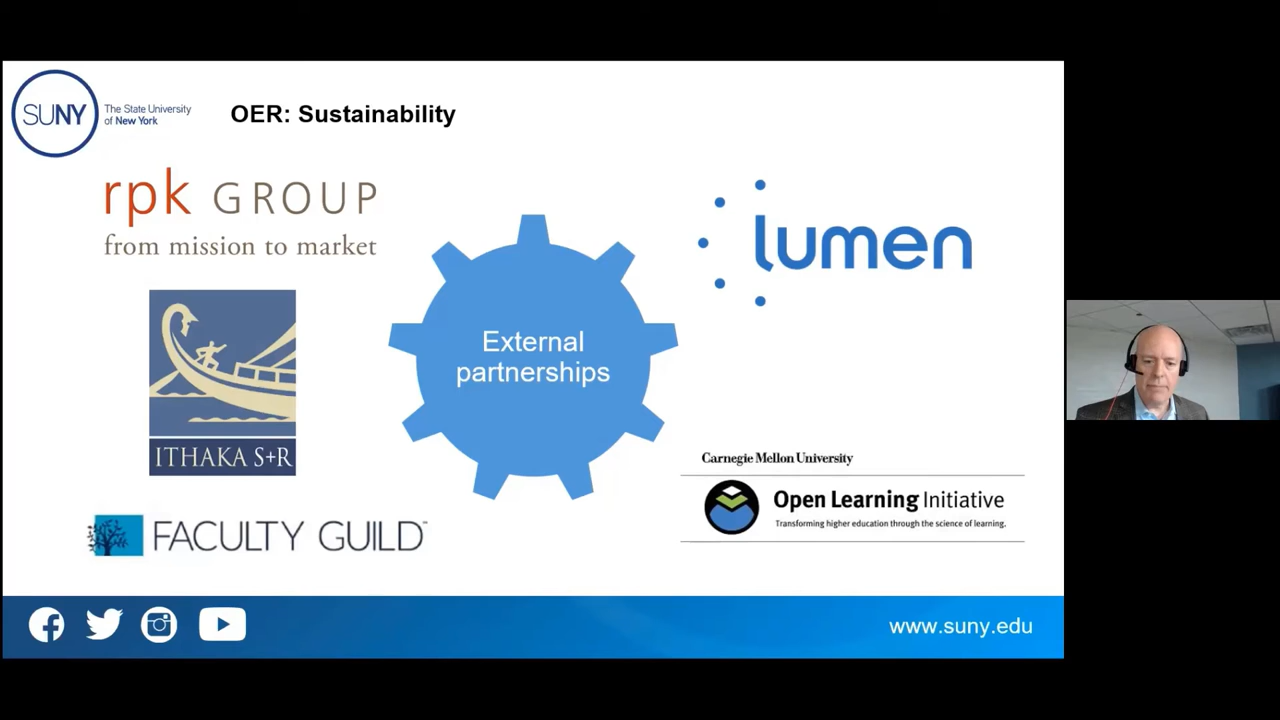 SUNY
The State University
of New York
OER: Sustainability
rpk GROUP
from mission to market
lumen
External
partnerships
ITHAKA S+R
Carnegie Mellon University
Open Learning Initiative
Transforming higher education through the science of learning.
FACULTY GUILD™
www.suny.edu